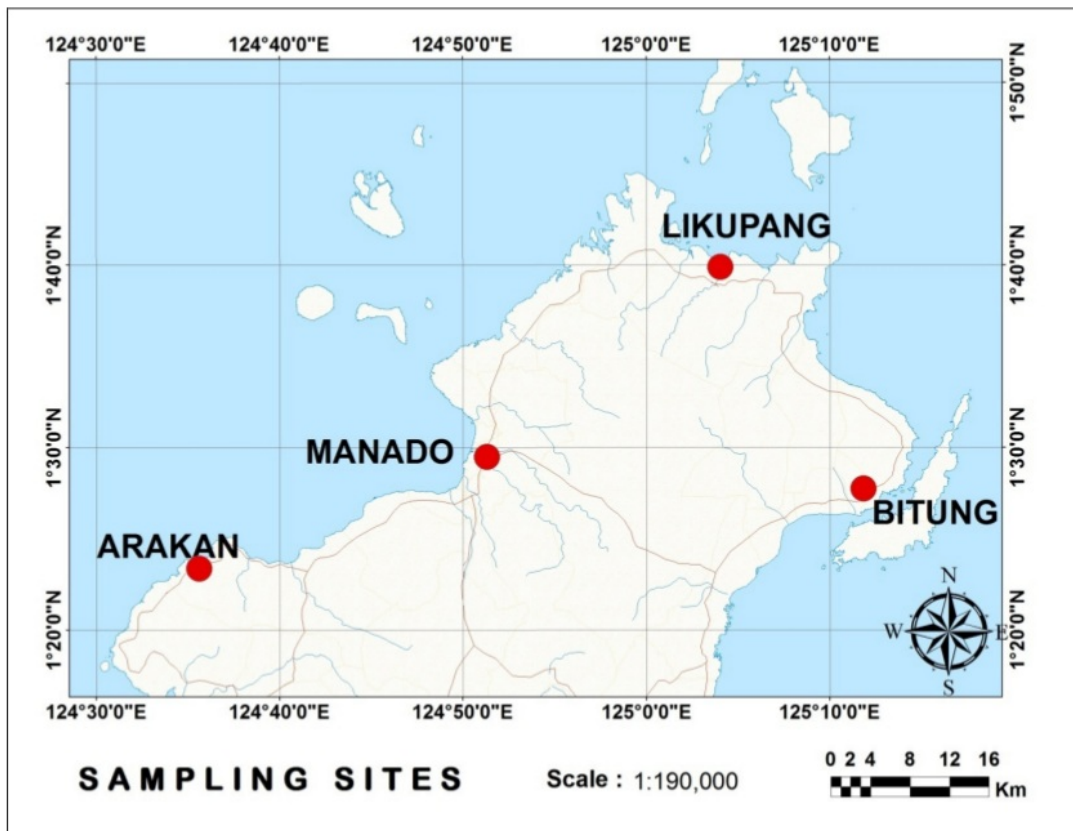 124°30'0"E 124°40'0"E 124°50'0"E 125°0'0"E 125°10'0"E
1°50'0"N
1°50'0"N
LIKUPANG
1°40'0"N
1°40'0"N
MANADO
1°30'0"N
1°30'0"N
BITUNG
ARAKAN
N
W E
S
1°20'0"N
1°20'0"N
124°30'0"E 124°40'0"E 124°50'0"E 125°0'0"E 125°10'0"E
SAMPLING SITES
Scale : 1:190,000
0 2 4 8 12 16
Km